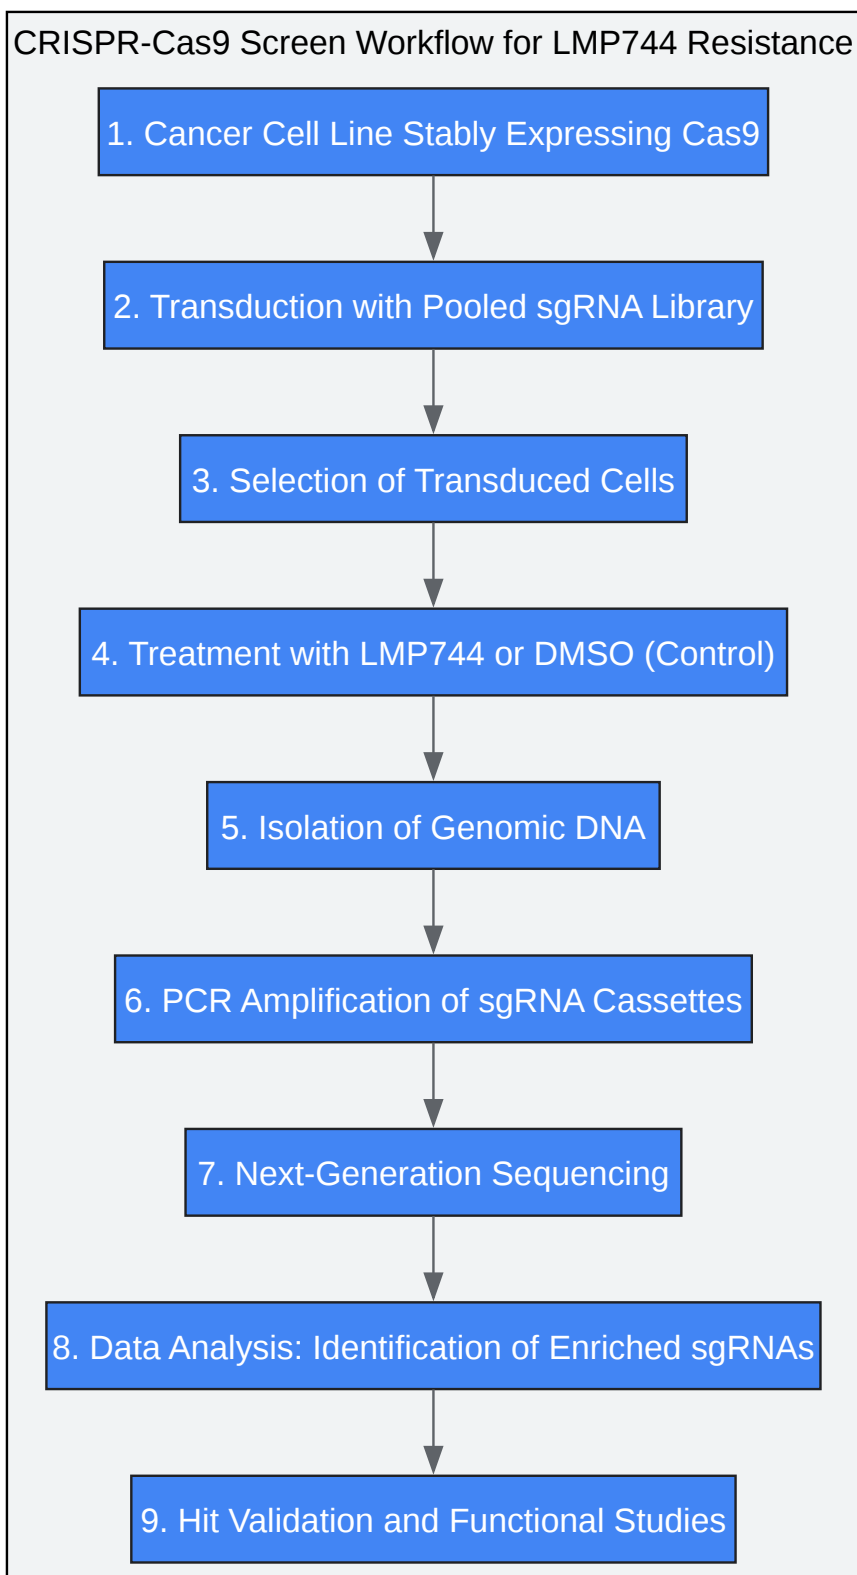 CRISPR-Cas9 Screen Workflow for LMP744 Resistance
1. Cancer Cell Line Stably Expressing Cas9
2. Transduction with Pooled sgRNA Library
3. Selection of Transduced Cells
4. Treatment with LMP744 or DMSO (Control)
5. Isolation of Genomic DNA
6. PCR Amplification of sgRNA Cassettes
7. Next-Generation Sequencing
8. Data Analysis: Identification of Enriched sgRNAs
9. Hit Validation and Functional Studies